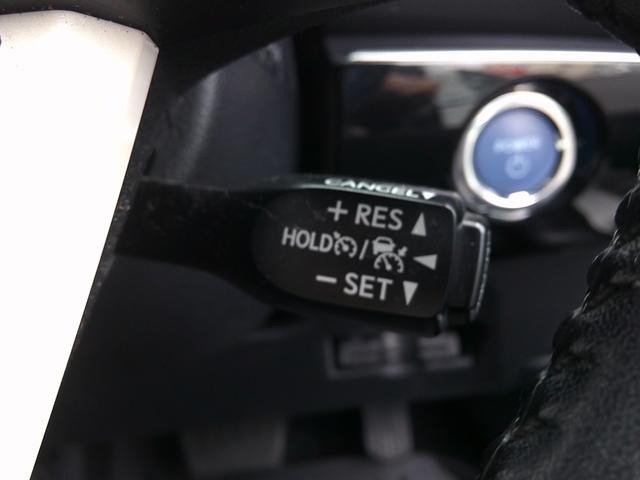 CANCEL▼
+ RES ▲
HOLD / ◀
− SET ▼
POWER